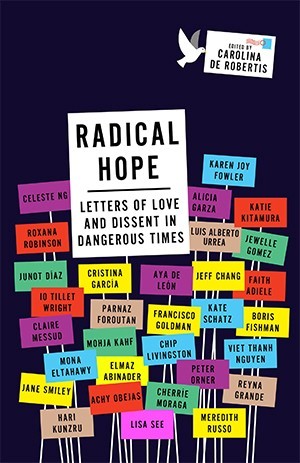 EDITED BY
CAROLINA
DE ROBERTIS
RADICAL
HOPE
LETTERS OF LOVE
AND DISSENT IN
DANGEROUS TIMES
KAREN JOY
FOWLER
CELESTE NG
ALICIA
GARZA
KATIE
KITAMURA
ROXANA
ROBINSON
LUIS ALBERTO
URREA
JEWELLE
GOMEZ
JUNOT DÍAZ
CRISTINA
GARCÍA
AYA DE
LEÓN
JEFF CHANG
FAITH
ADIELE
IO TILLET
WRIGHT
PARNAZ
FOROUTAN
FRANCISCO
GOLDMAN
KATE
SCHATZ
BORIS
FISHMAN
CLAIRE
MESSUD
MOHJA KAHF
CHIP
LIVINGSTON
VIET THANH
NGUYEN
MONA
ELTAHAWY
ELMAZ
ABINADER
PETER
ORNER
REYNA
GRANDE
JANE SMILEY
ACHY OBEJAS
CHERRÍE
MORAGA
HARI
KUNZRU
LISA SEE
MEREDITH
RUSSO